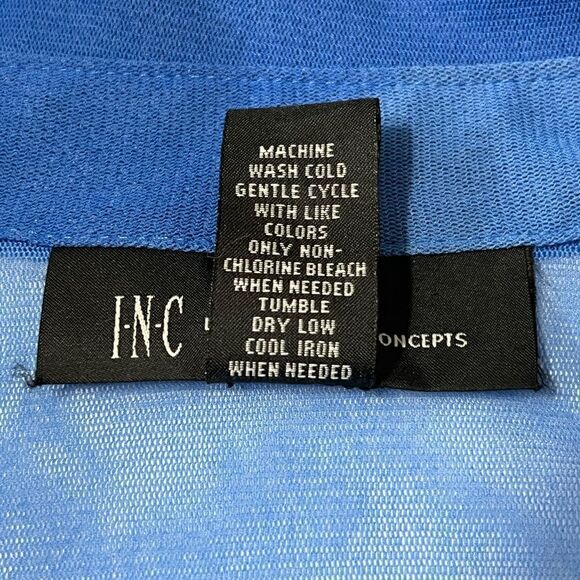 MACHINE
WASH COLD
GENTLE CYCLE
WITH LIKE
COLORS
ONLY NON-
CHLORINE BLEACH
WHEN NEEDED
TUMBLE
DRY LOW
COOL IRON
WHEN NEEDED
I·N·C
ONCEPTS